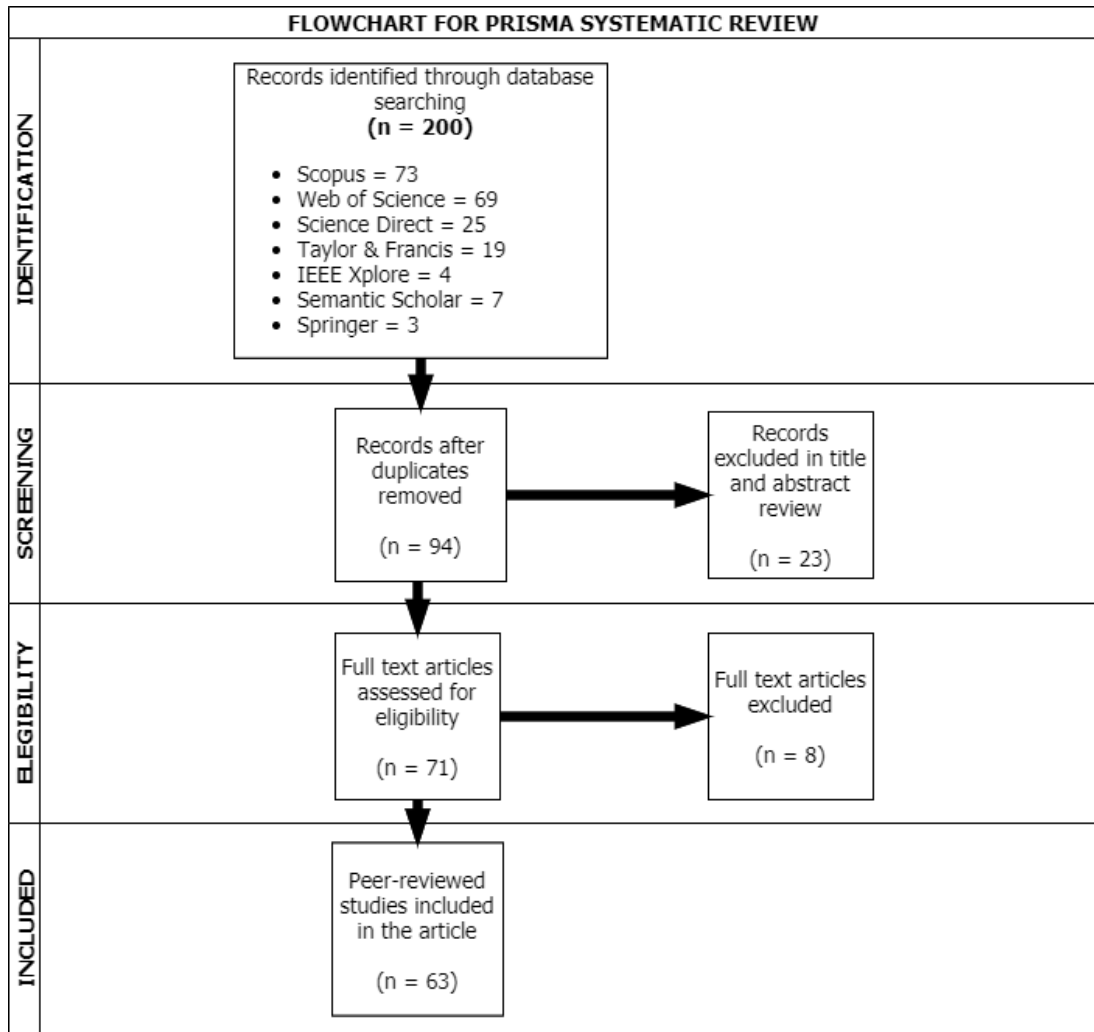 FLOWCHART FOR PRISMA SYSTEMATIC REVIEW
IDENTIFICATION
Records identified through database
searching
(n = 200)
• Scopus = 73
• Web of Science = 69
• Science Direct = 25
• Taylor & Francis = 19
• IEEE Xplore = 4
• Semantic Scholar = 7
• Springer = 3
SCREENING
Records after
duplicates
removed
(n = 94)
Records
excluded in title
and abstract
review
(n = 23)
ELEGIBILITY
Full text articles
assessed for
eligibility
(n = 71)
Full text articles
excluded
(n = 8)
INCLUDED
Peer-reviewed
studies included
in the article
(n = 63)